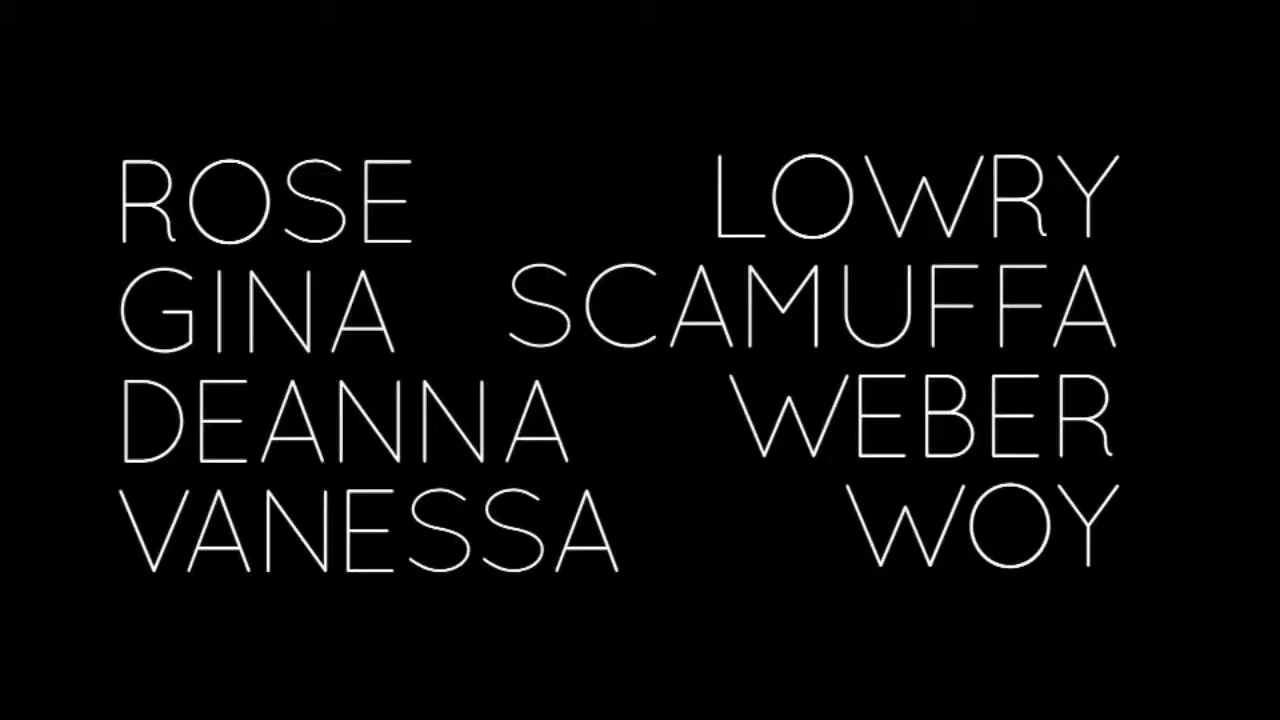 ROSE LOWRY
GINA SCAMUFFA
DEANNA WEBER
VANESSA WOY